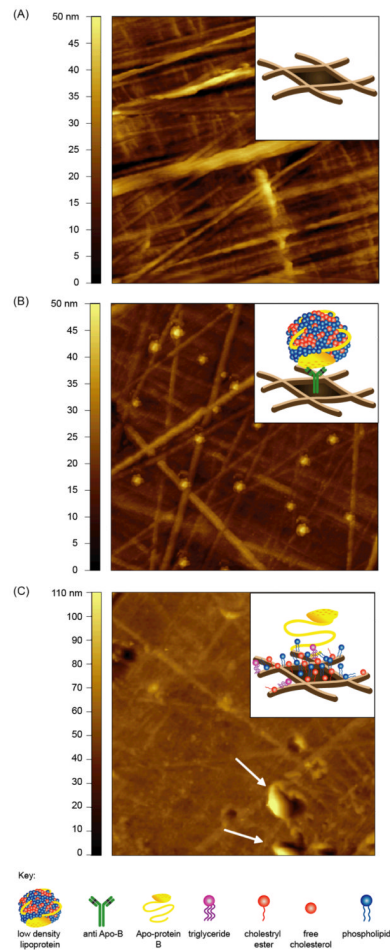 (A)
50 nm
45
40
35
30
25
20
15
10
5
0
(B)
50 nm
45
40
35
30
25
20
15
10
5
0
(C)
110 nm
100
90
80
70
60
50
40
30
20
10
0
Key:
low density
lipoprotein
anti Apo-B
Apo-protein
B
triglyceride
cholestryl
ester
free
cholesterol
phospholipid